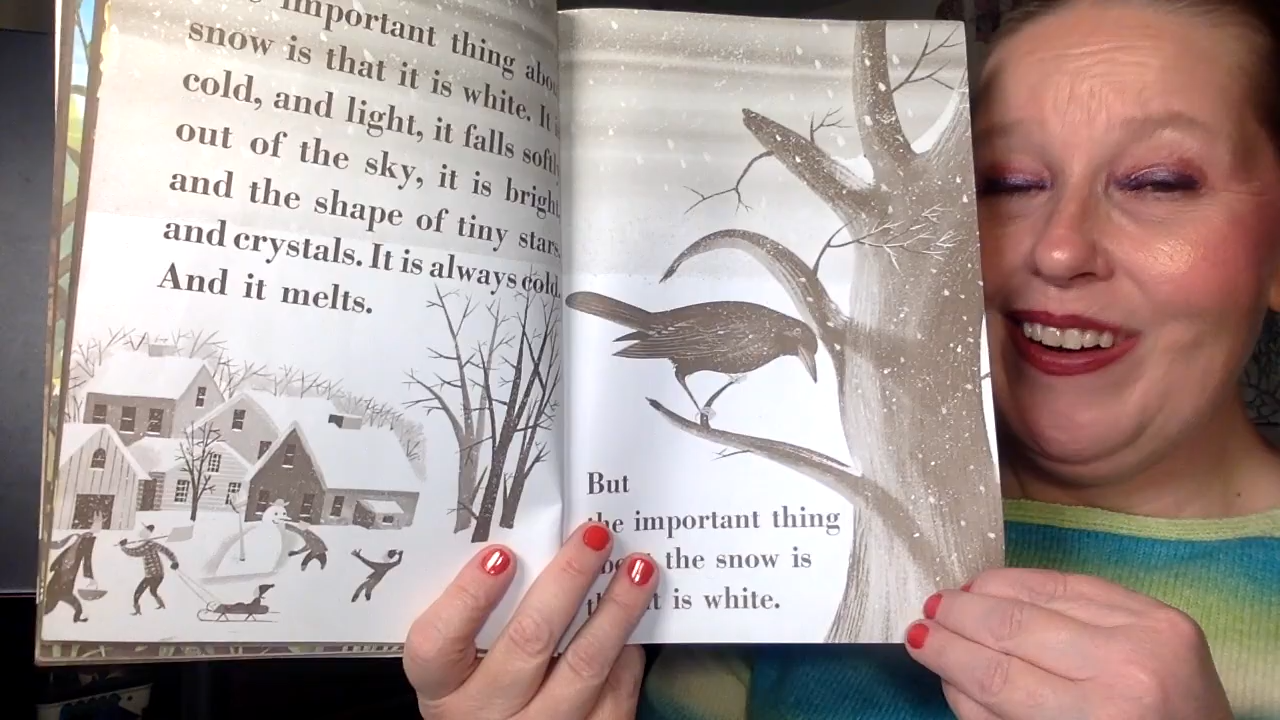 important thing
snow is that it is white. It
cold, and light, it falls softly
out of the sky, it is bright,
and the shape of tiny stars,
and crystals. It is always cold.
And it melts.
But
the important thing
the snow is
it is white.